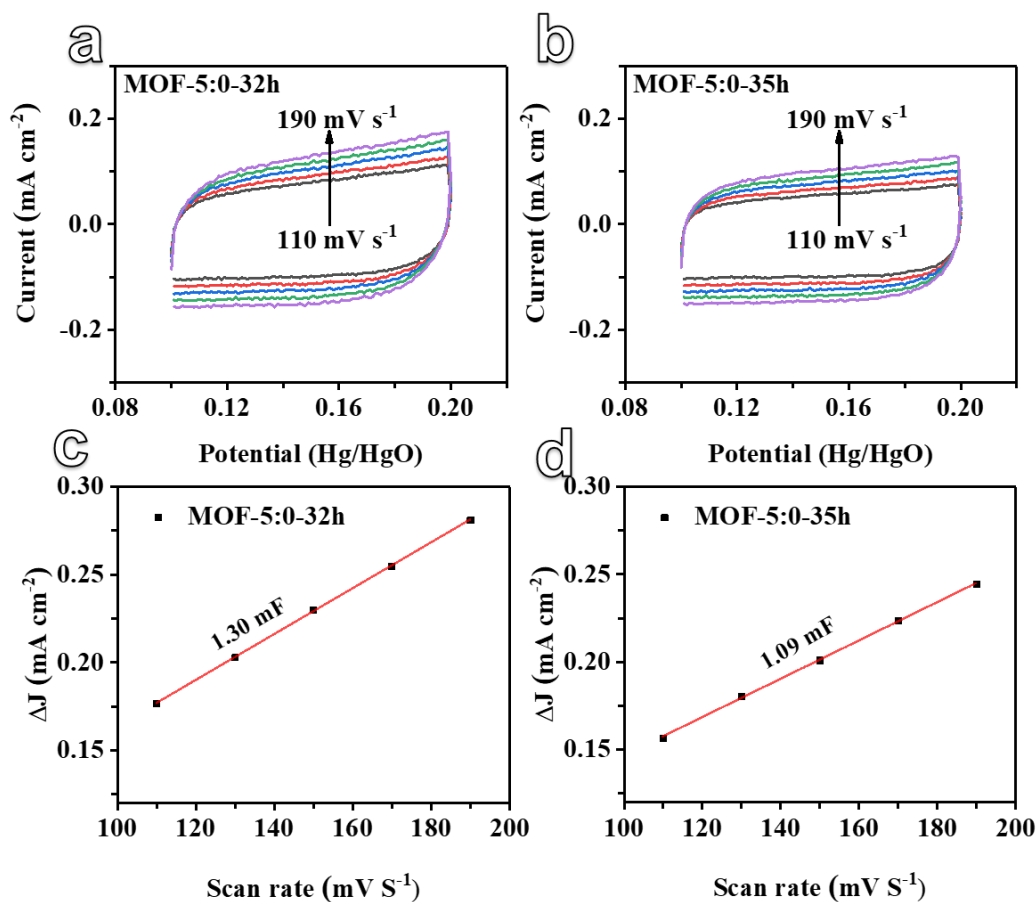 a
MOF-5:0-32h
190 mV s⁻¹
110 mV s⁻¹
0.2
0.0
-0.2
Current (mA cm⁻²)
0.08 0.12 0.16 0.20
Potential (Hg/HgO)
b
MOF-5:0-35h
190 mV s⁻¹
110 mV s⁻¹
0.2
0.0
-0.2
Current (mA cm⁻²)
0.08 0.12 0.16 0.20
Potential (Hg/HgO)
c
MOF-5:0-32h
1.30 mF
0.30
0.25
0.20
0.15
ΔJ (mA cm⁻²)
100 120 140 160 180 200
Scan rate (mV S⁻¹)
d
MOF-5:0-35h
1.09 mF
0.30
0.25
0.20
0.15
ΔJ (mA cm⁻²)
100 120 140 160 180 200
Scan rate (mV S⁻¹)